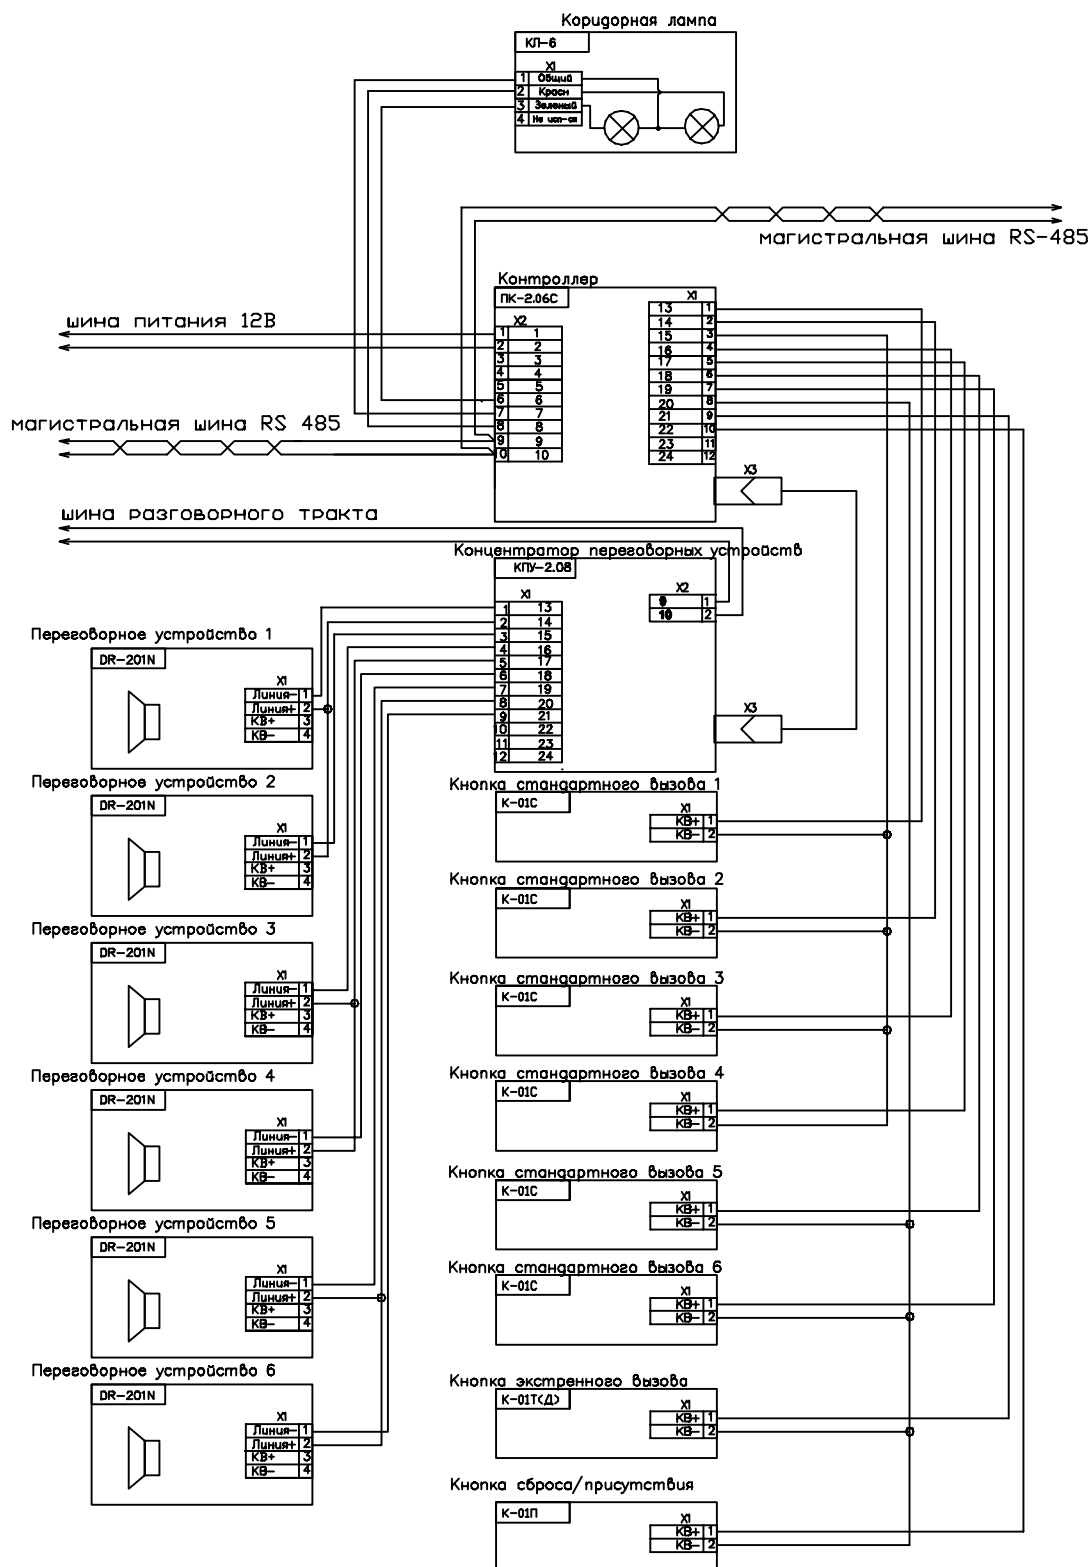 Коридорная лампа
КЛ-6
X1
1 Общий
2 Красн
3 Зеленый
4 Не исп-ся
магистральная шина RS-485
Контроллер
ПК-2.06С
X2
1 1
2 2
3 3
4 4
5 5
6 6
7 7
8 8
9 9
10 10
X1
13 1
14 2
15 3
16 4
17 5
18 6
19 7
20 8
21 9
22 10
23 11
24 12
X3
шина питания 12В
магистральная шина RS 485
шина разговорного тракта
Концентратор переговорных устройств
КПУ-2.08
X1
1 13
2 14
3 15
4 16
5 17
6 18
7 19
8 20
9 21
10 22
11 23
12 24
X2
9 1
10 2
X3
Переговорное устройство 1
DR-201N
X1
Линия- 1
Линия+ 2
КВ+ 3
КВ- 4
Переговорное устройство 2
DR-201N
X1
Линия- 1
Линия+ 2
КВ+ 3
КВ- 4
Переговорное устройство 3
DR-201N
X1
Линия- 1
Линия+ 2
КВ+ 3
КВ- 4
Переговорное устройство 4
DR-201N
X1
Линия- 1
Линия+ 2
КВ+ 3
КВ- 4
Переговорное устройство 5
DR-201N
X1
Линия- 1
Линия+ 2
КВ+ 3
КВ- 4
Переговорное устройство 6
DR-201N
X1
Линия- 1
Линия+ 2
КВ+ 3
КВ- 4
Кнопка стандартного вызова 1
К-01С
X1
КВ+ 1
КВ- 2
Кнопка стандартного вызова 2
К-01С
X1
КВ+ 1
КВ- 2
Кнопка стандартного вызова 3
К-01С
X1
КВ+ 1
КВ- 2
Кнопка стандартного вызова 4
К-01С
X1
КВ+ 1
КВ- 2
Кнопка стандартного вызова 5
К-01С
X1
КВ+ 1
КВ- 2
Кнопка стандартного вызова 6
К-01С
X1
КВ+ 1
КВ- 2
Кнопка экстренного вызова
К-01Т(Д)
X1
КВ+ 1
КВ- 2
Кнопка сброса/присутствия
К-01П
X1
КВ+ 1
КВ- 2